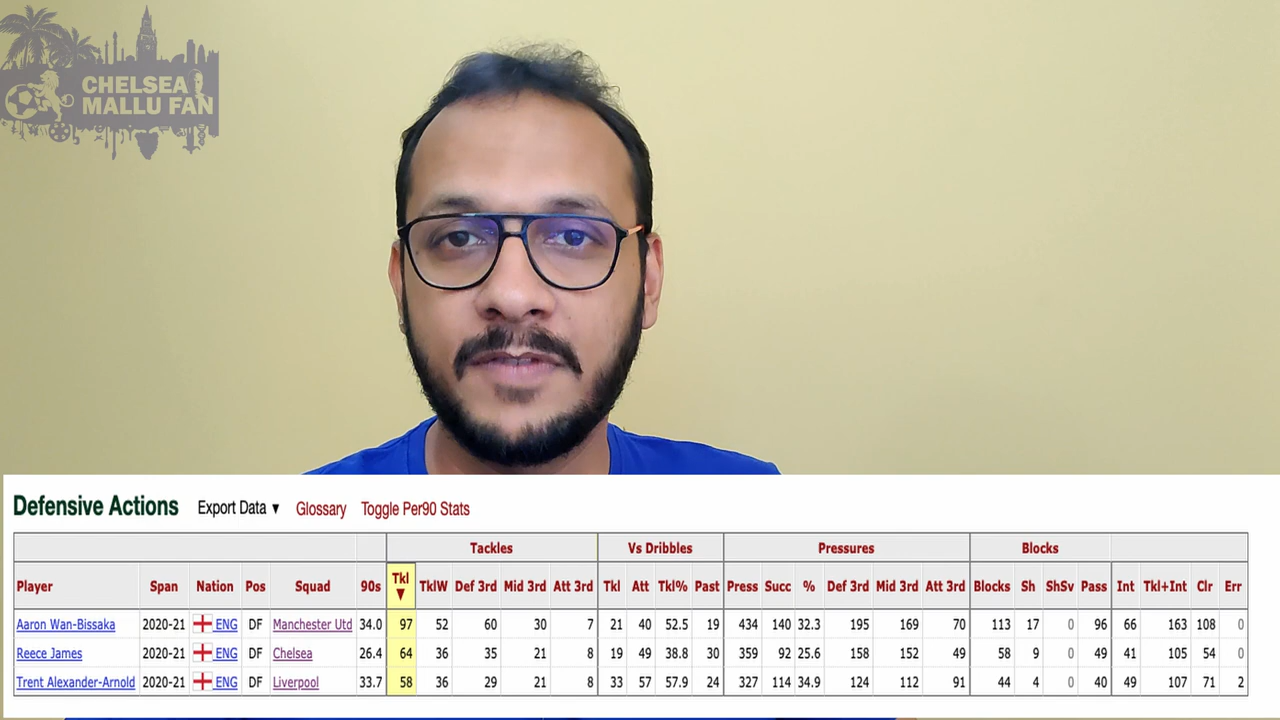 CHELSEA
MALLU FAN
Defensive Actions Export Data ▼ Glossary Toggle Per90 Stats
Tackles Vs Dribbles Pressures Blocks
Player Span Nation Pos Squad 90s Tkl ▼ TklW Def 3rd Mid 3rd Att 3rd Tkl Att Tkl% Past Press Succ % Def 3rd Mid 3rd Att 3rd Blocks Sh ShSv Pass Int Tkl+Int Clr Err
Aaron Wan-Bissaka 2020-21 ENG DF Manchester Utd 34.0 97 52 60 30 7 21 40 52.5 19 434 140 32.3 195 169 70 113 17 0 96 66 163 108 0
Reece James 2020-21 ENG DF Chelsea 26.4 64 36 35 21 8 19 49 38.8 30 359 92 25.6 158 152 49 58 9 0 49 41 105 54 0
Trent Alexander-Arnold 2020-21 ENG DF Liverpool 33.7 58 36 29 21 8 33 57 57.9 24 327 114 34.9 124 112 91 44 4 0 40 49 107 71 2